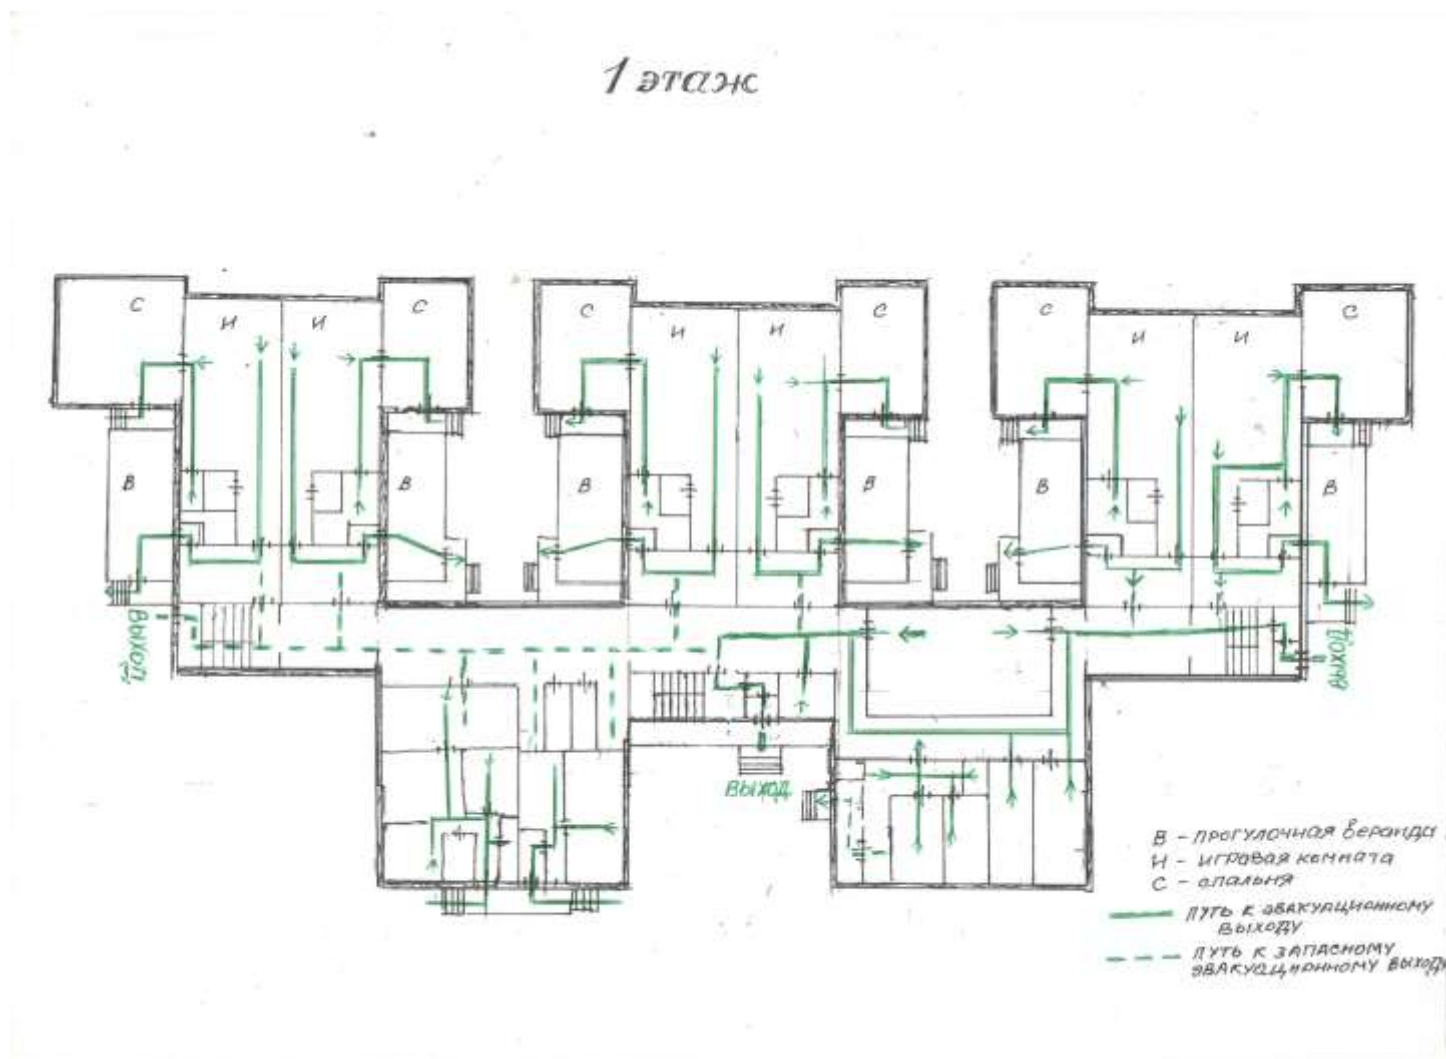 1 этаж
С
И
И
С
С
И
И
С
С
И
И
С
В
В
В
В
В
В
ВЫХОД
ВЫХОД
ВЫХОД
В - прогулочная веранда
И - игровая комната
С - спальня
ПУТЬ К ЭВАКУАЦИОННОМУ
ВЫХОДУ
ПУТЬ К ЗАПАСНОМУ
ЭВАКУАЦИОННОМУ ВЫХОДУ